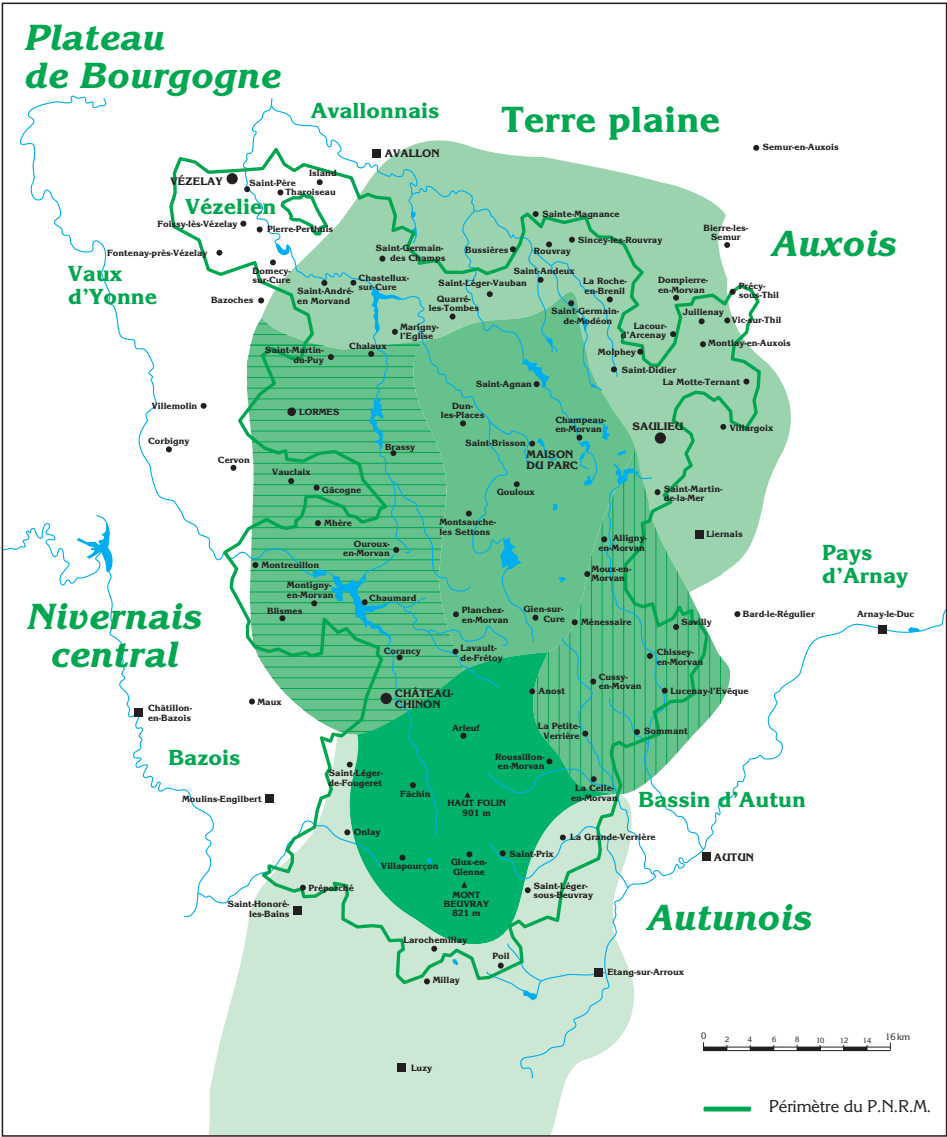 Plateau
de Bourgogne
Avallonnais
Terre plaine
AVALLON
Semur-en-Auxois
VÉZELAY
Island
Saint-Père
Tharoiseau
Vézelien
Foissy-lès-Vézelay
Pierre-Perthuis
Sainte-Magnance
Bierre-les-
Semur
Auxois
Sincey-les-Rouvray
Rouvray
Bussières
Saint-Germain
des Champs
Fontenay-près-Vézelay
Domecy-
sur-Cure
Vaux
d'Yonne
Bazoches
Saint-André-
en Morvand
Chastellux-
sur-Cure
Saint-Andeux
Saint-Léger-Vauban
Quarré-
les-Tombes
La Roche-
en-Brenil
Dompierre-
en-Morvan
Précy-
sous-Thil
Saint-Germain-
de-Modéon
Juillenay
Vic-sur-Thil
Lacour-
d'Arcenay
Montlay-en-Auxois
Marigny-
l'Eglise
Chalaux
Saint-Martin-
du-Puy
Molphey
Saint-Didier
La Motte-Ternant
Saint-Agnan
Villemolin
LORMES
Dun-
les-Places
Champeau-
en-Morvan
SAULIEU
Villargoix
Corbigny
Brassy
Saint-Brisson
MAISON
DU PARC
Cervon
Vauclaix
Gâcogne
Gouloux
Saint-Martin-
de-la-Mer
Mhère
Montsauche-
les Settons
Liernais
Ouroux-
en-Morvan
Alligny-
en-Morvan
Pays
d'Arnay
Montreuillon
Moux-en-
Morvan
Montigny-
en-Morvan
Chaumard
Blismes
Nivernais
central
Planchez-
en-Morvan
Gien-sur-
Cure
Ménessaire
Savilly
Bard-le-Régulier
Arnay-le-Duc
Corancy
Lavault-
de-Frétoy
Chissey-
en-Morvan
Cussy-
en-Movan
Lucenay-l'Evêque
Anost
CHÂTEAU-
CHINON
Maux
Châtillon-
en-Bazois
Arleuf
La Petite-
Verrière
Sommant
Bazois
Saint-Léger-
de-Fougeret
Roussillon-
en-Morvan
La Celle-
en-Morvan
Fâchin
HAUT FOLIN
901 m
Moulins-Engilbert
Bassin d'Autun
Onlay
La Grande-Verrière
Villapourçon
Glux-en-
Glenne
Saint-Prix
AUTUN
Préporché
MONT
BEUVRAY
821 m
Saint-Léger-
sous-Beuvray
Saint-Honoré-
les-Bains
Autunois
Larochemillay
Poil
Millay
Etang-sur-Arroux
Luzy
0 2 4 6 8 10 12 14 16 km
Périmètre du P.N.R.M.